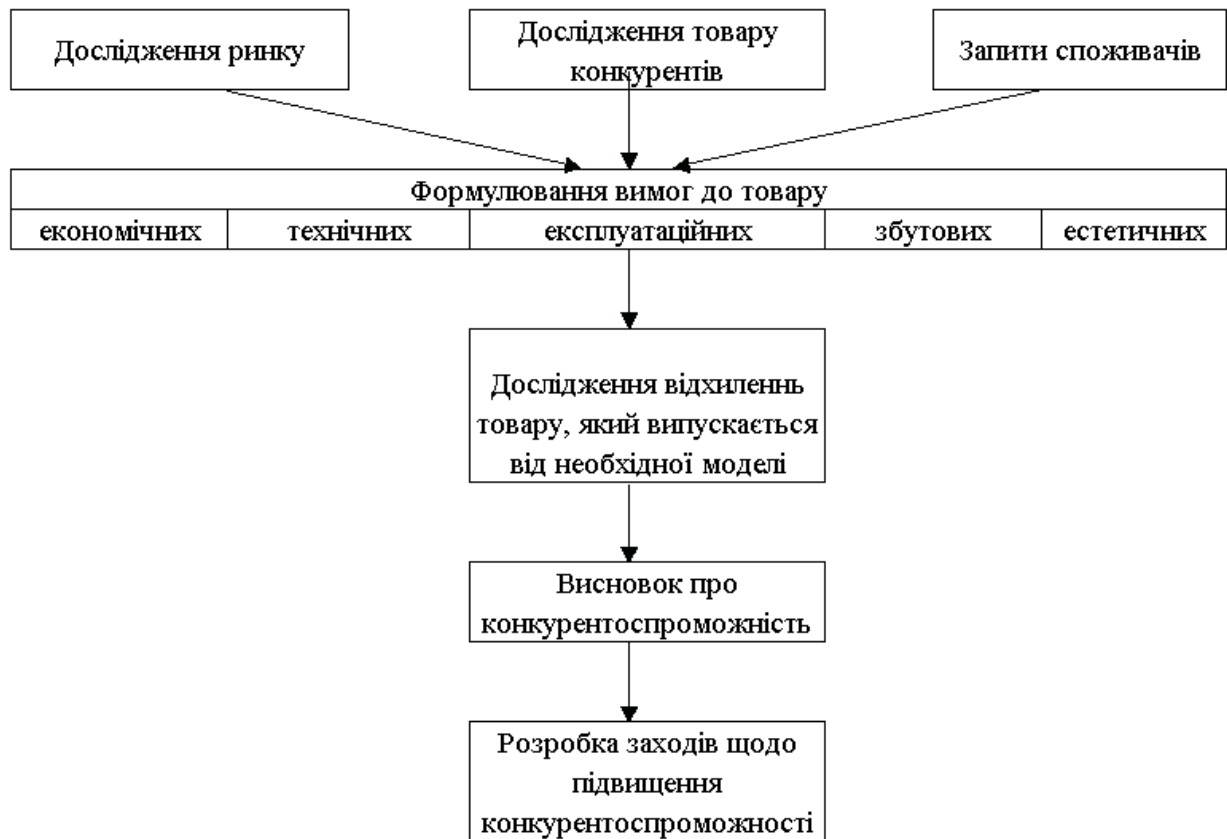 Дослідження ринку
Дослідження товару
конкурентів
Запити споживачів
Формулювання вимог до товару
економічних
технічних
експлуатаційних
збутових
естетичних
Дослідження відхиленнь
товару, який випускається
від необхідної моделі
Висновок про
конкурентоспроможність
Розробка заходів щодо
підвищення
конкурентоспроможності